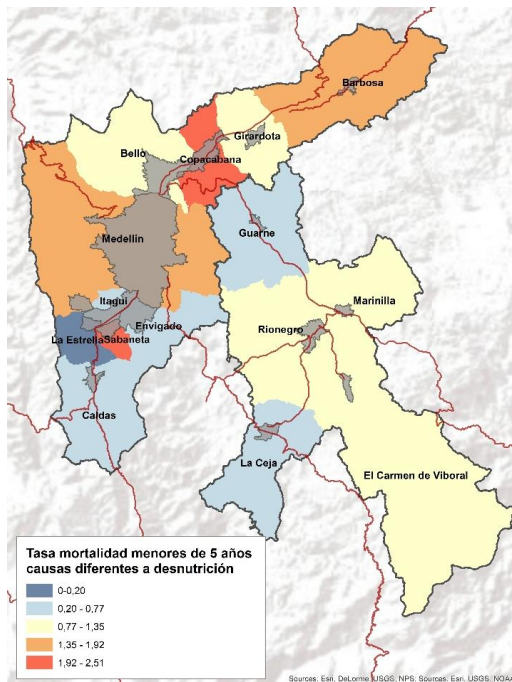 Barbosa
Girardota
Bello
Copacabana
Guarne
Medellín
Marinilla
Itagui
Rionegro
Envigado
La Estrella
Sabaneta
Caldas
La Ceja
El Carmen de Viboral
Tasa mortalidad menores de 5 años
causas diferentes a desnutrición
0-0,20
0,20 - 0,77
0,77 - 1,35
1,35 - 1,92
1,92 - 2,51
Sources: Esri, DeLorme, USGS, NPS; Sources: Esri, USGS, NOAA